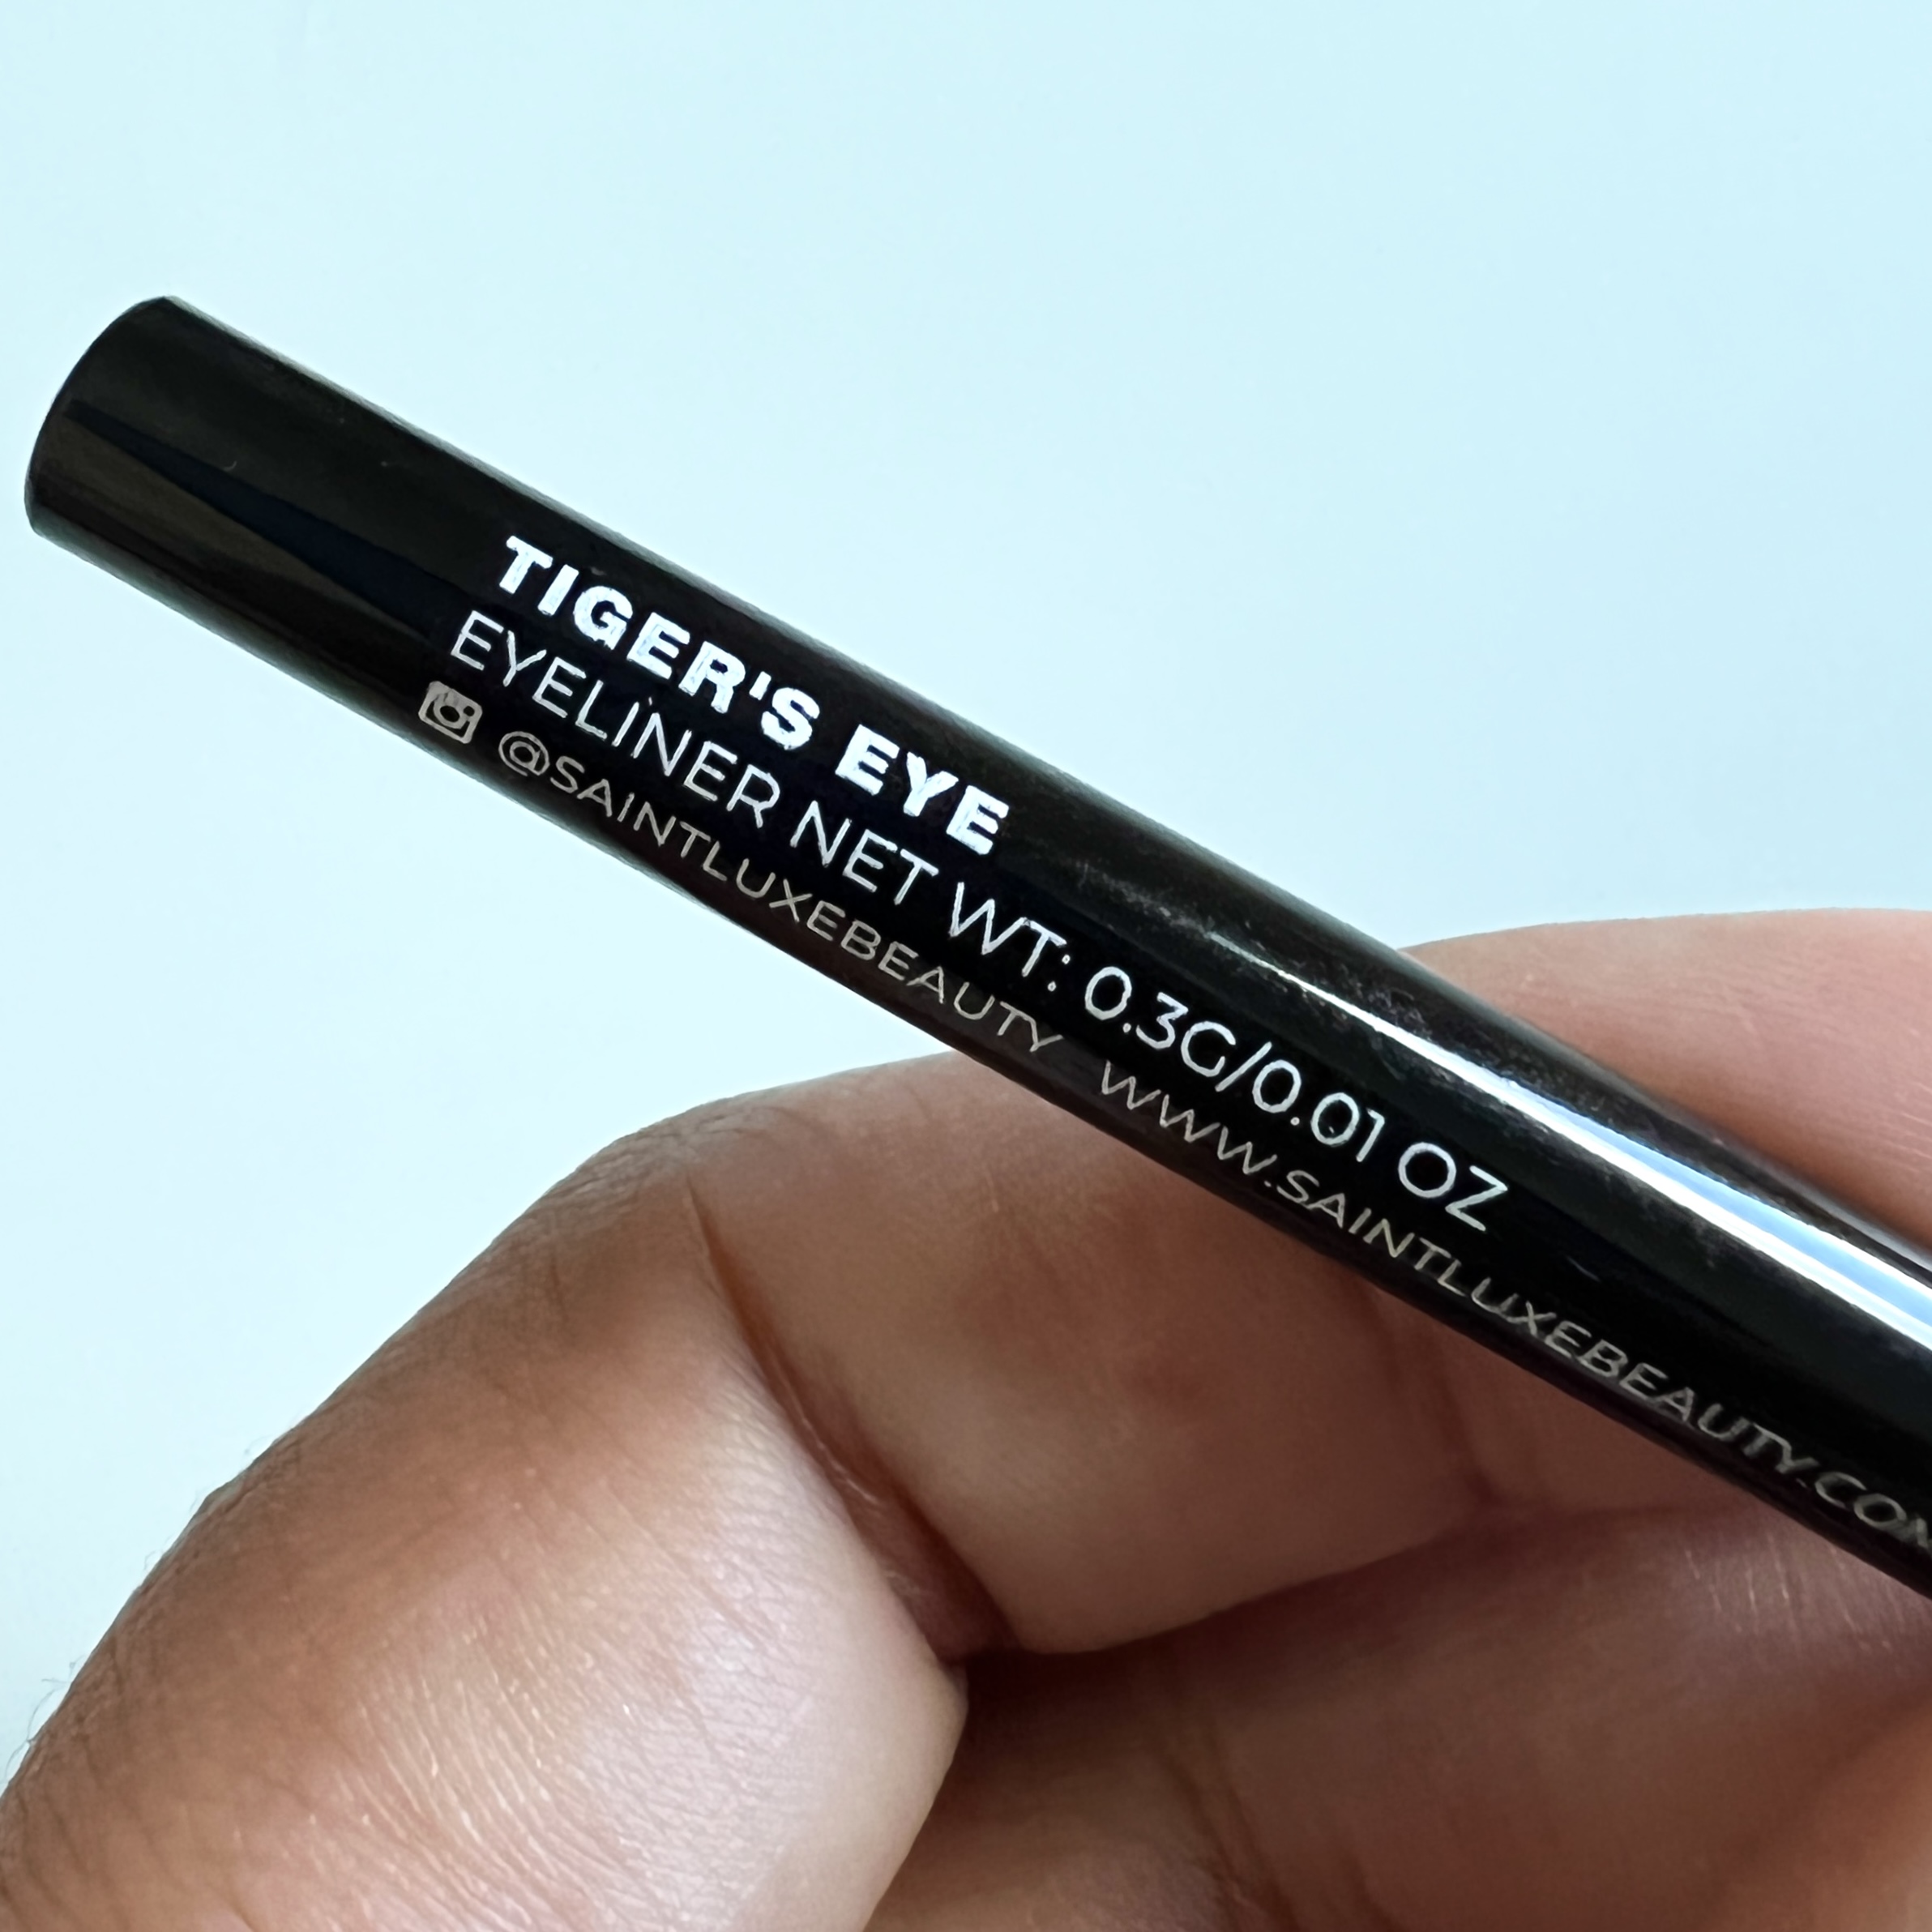 TIGER'S EYE
EYELINER NET WT: 0.3G/0.01 OZ
@SAINTLUXEBEAUTY WWW.SAINTLUXEBEAUTY.COM